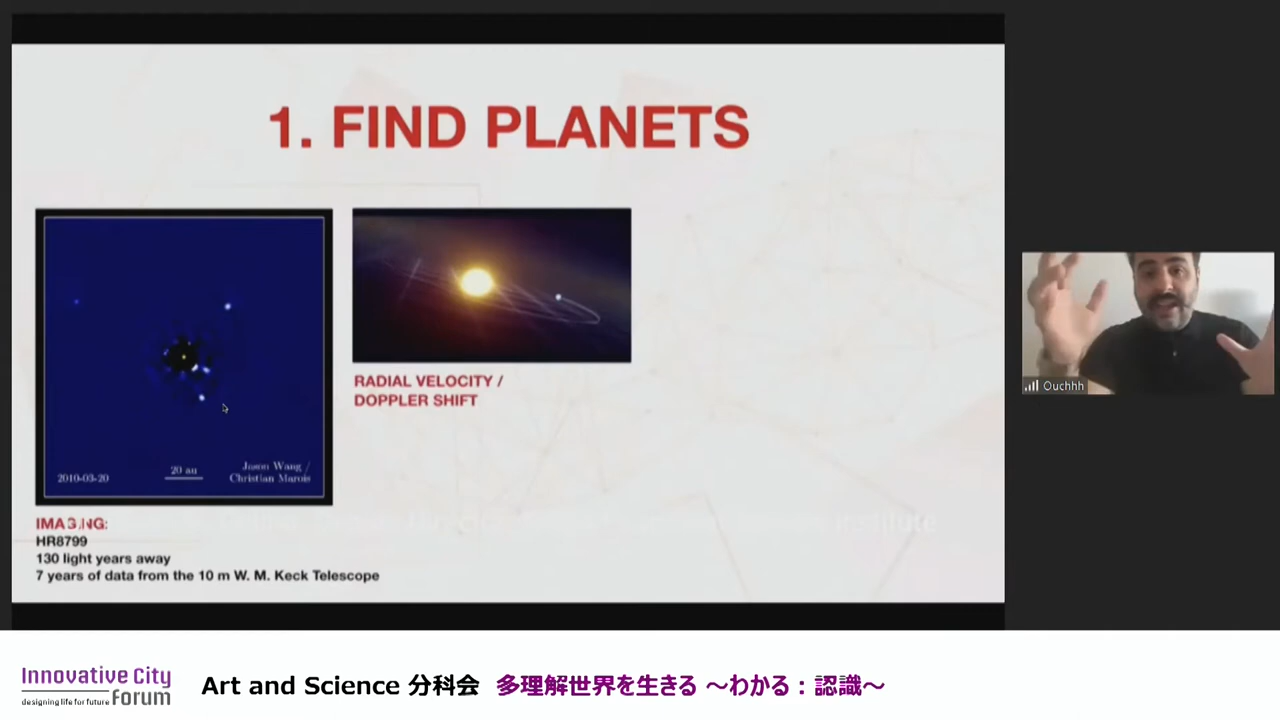 1. FIND PLANETS
2010-03-20
20 au
Jason Wang /
Christian Marois
RADIAL VELOCITY /
DOPPLER SHIFT
IMAGING:
HR8799
130 light years away
7 years of data from the 10 m W. M. Keck Telescope
institute
Ouchhh
Innovative City
designing life for future Forum
Art and Science 分科会 多理解世界を生きる ～わかる：認識～